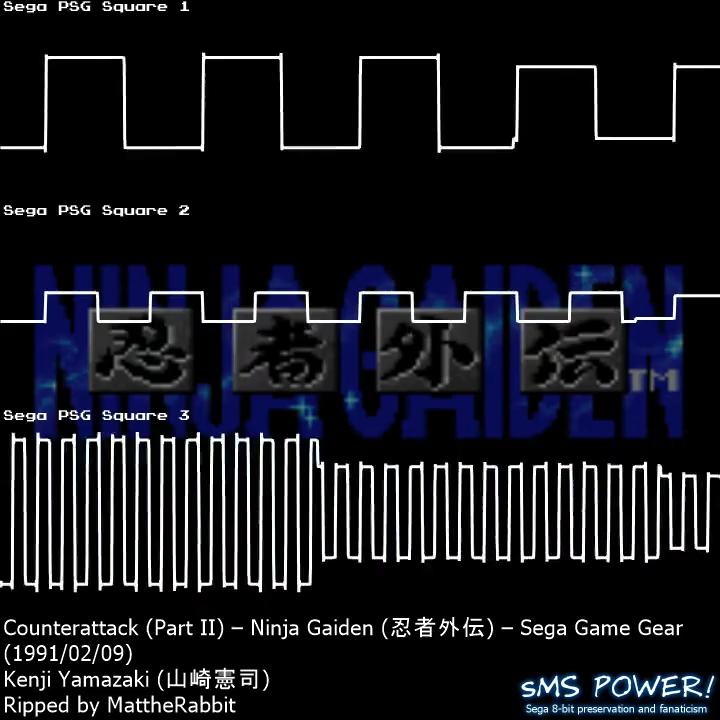 Sega PSG Square 1
Sega PSG Square 2
NINJA GAIDEN
忍者外伝
TM
Sega PSG Square 3
Counterattack (Part II) – Ninja Gaiden (忍者外伝) – Sega Game Gear
(1991/02/09)
Kenji Yamazaki (山崎憲司)
Ripped by MattheRabbit
SMS POWER!
Sega 8-bit preservation and fanaticism